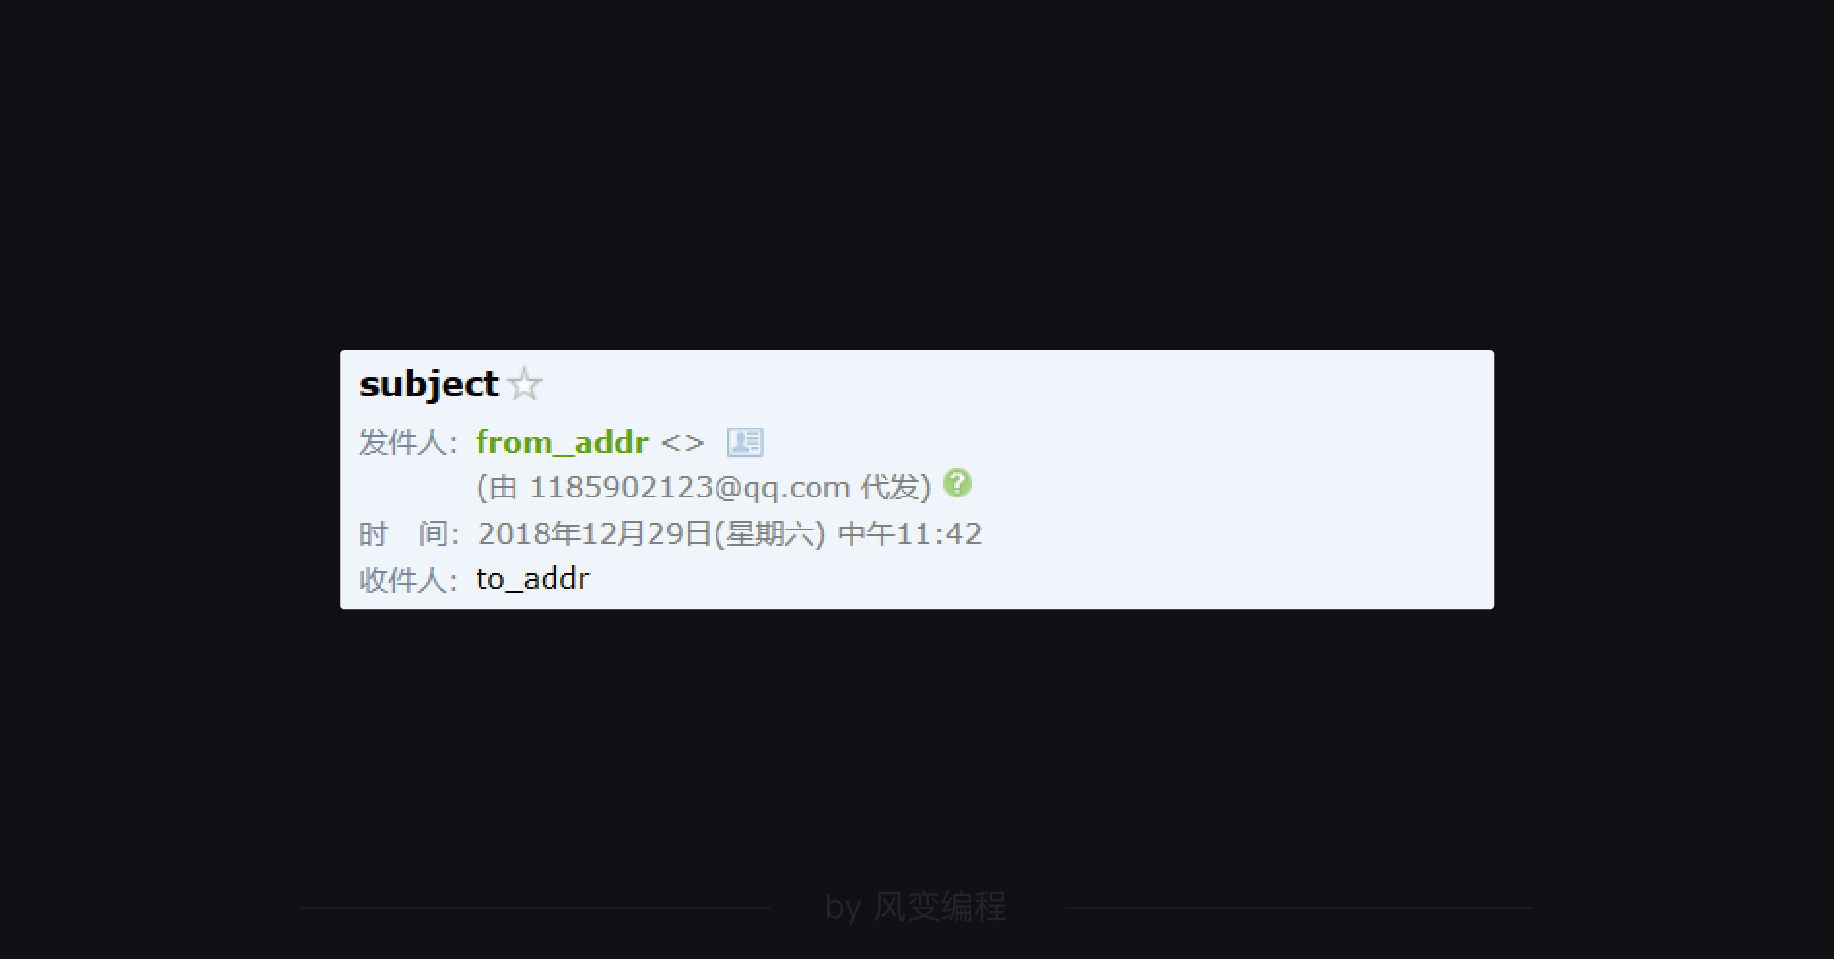 subject
发件人: from_addr <>
(由 1185902123@qq.com 代发) ?
时 间: 2018年12月29日(星期六) 中午11:42
收件人: to_addr
by 风变编程